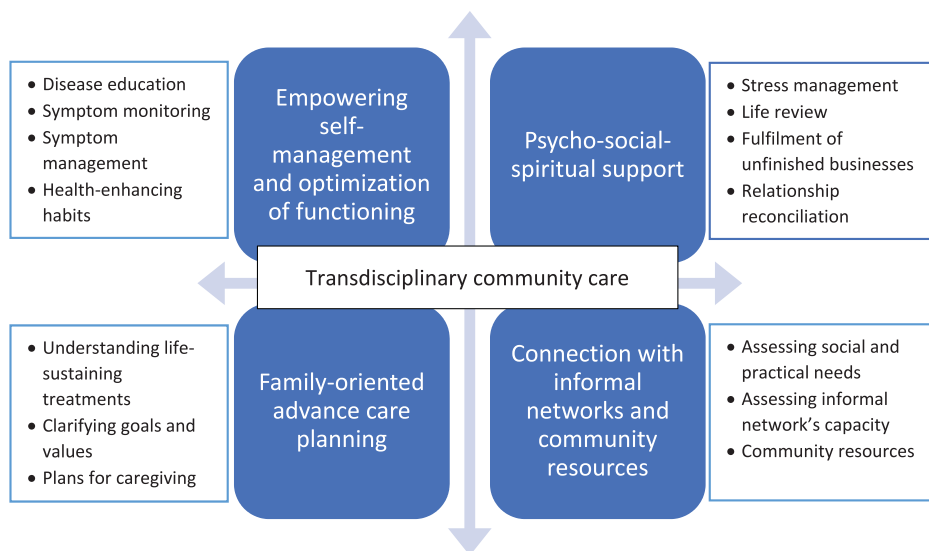 • Disease education
• Symptom monitoring
• Symptom
management
• Health-enhancing
habits
Empowering
self-
management
and optimization
of functioning
Psycho-social-
spiritual support
• Stress management
• Life review
• Fulfilment of
unfinished businesses
• Relationship
reconciliation
Transdisciplinary community care
• Understanding life-
sustaining
treatments
• Clarifying goals and
values
• Plans for caregiving
Family-oriented
advance care
planning
Connection with
informal
networks and
community
resources
• Assessing social and
practical needs
• Assessing informal
network’s capacity
• Community resources